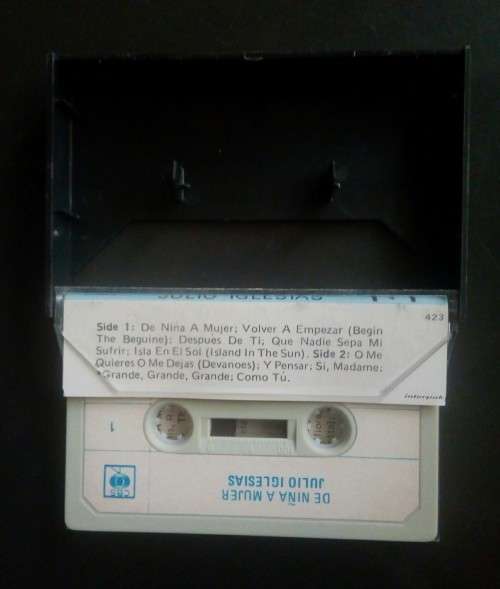 JULIO IGLESIAS
423
Side 1: De Nina A Mujer; Volver A Empezar (Begin
The Beguine); Despues De Ti, Que Nadie Sepa Mi
Sufrir; Isla En El Sol (Island In The Sun). Side 2: O Me
Quieres O Me Dejas (Devanoes); Y Pensar; Si, Madame;
*Grande, Grande, Grande; Como Tú.
1
CBS
DE NIÑA A MUJER
JULIO IGLESIAS